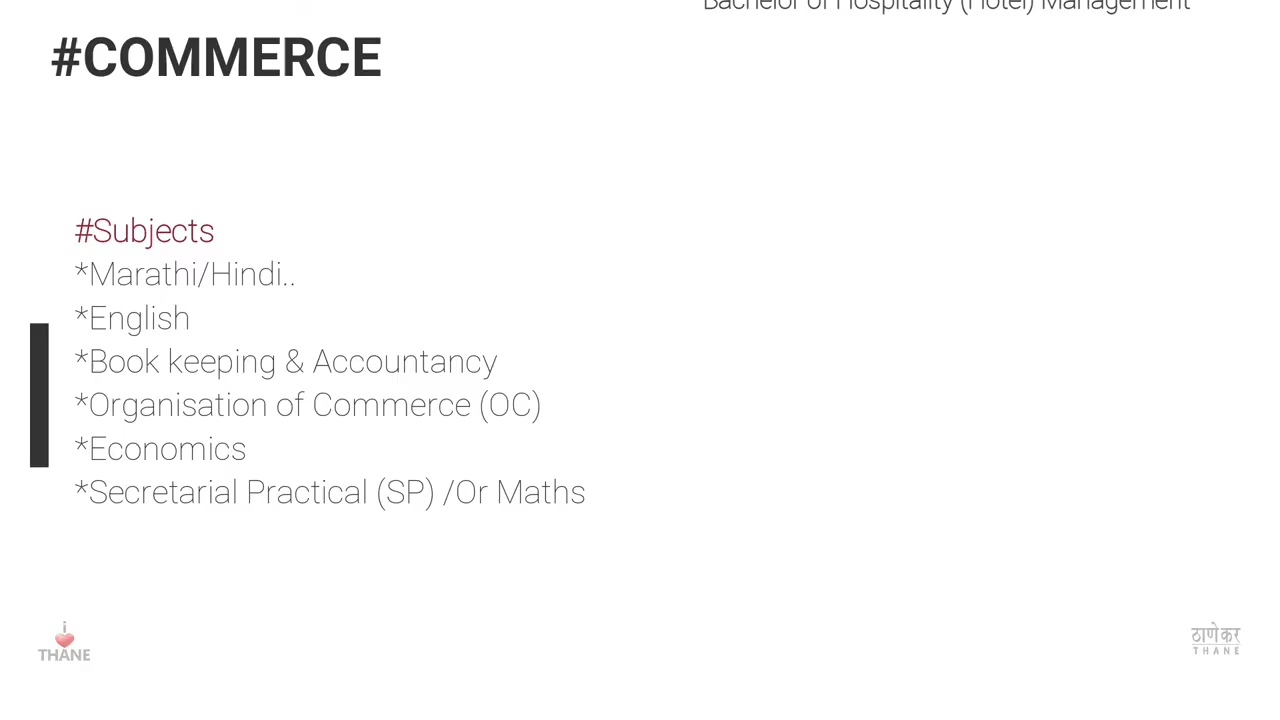 Bachelor of Hospitality (Hotel) Management
#COMMERCE
#Subjects
*Marathi/Hindi..
*English
*Book keeping & Accountancy
*Organisation of Commerce (OC)
*Economics
*Secretarial Practical (SP) /Or Maths
i
THANE
ठाणेकर
THANE